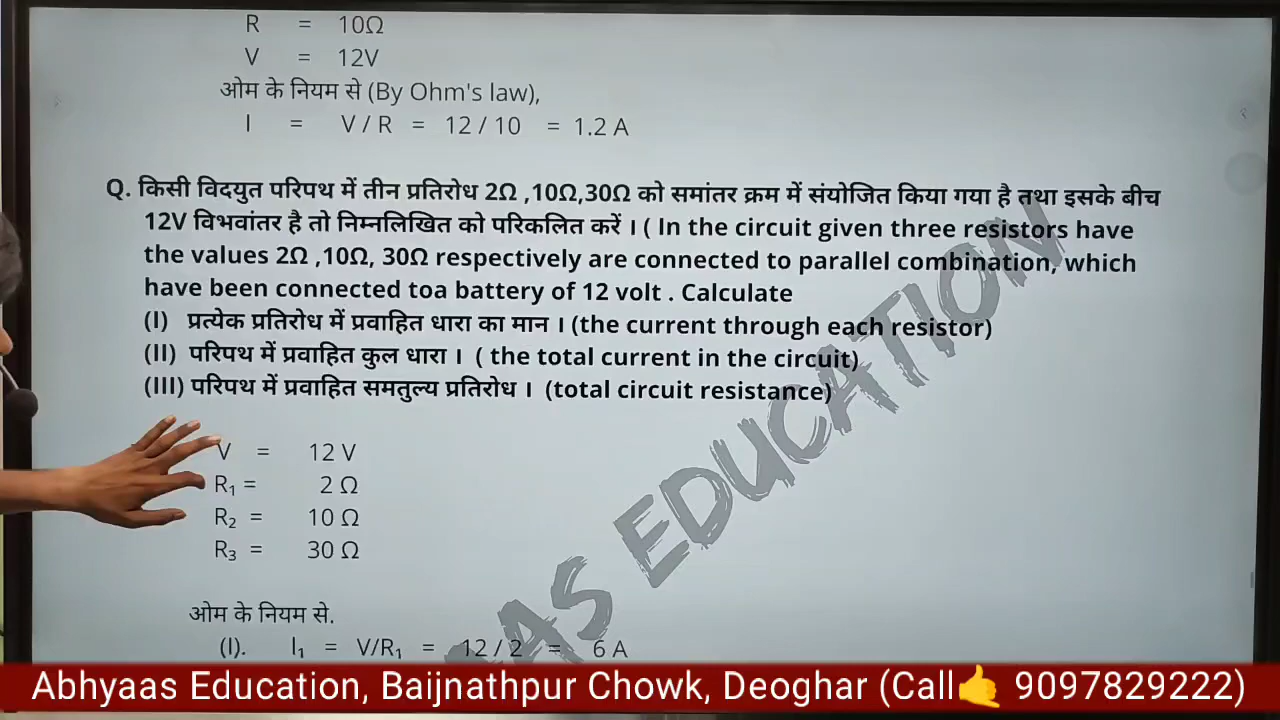 R = 10Ω
V = 12V
ओम के नियम से (By Ohm's law),
I = V / R = 12 / 10 = 1.2 A
Q. किसी विदयुत परिपथ में तीन प्रतिरोध 2Ω ,10Ω,30Ω को समांतर क्रम में संयोजित किया गया है तथा इसके बीच
12V विभवांतर है तो निम्नलिखित को परिकलित करें । ( In the circuit given three resistors have
the values 2Ω ,10Ω, 30Ω respectively are connected to parallel combination, which
have been connected toa battery of 12 volt . Calculate
(I) प्रत्येक प्रतिरोध में प्रवाहित धारा का मान । (the current through each resistor)
(II) परिपथ में प्रवाहित कुल धारा । ( the total current in the circuit)
(III) परिपथ में प्रवाहित समतुल्य प्रतिरोध । (total circuit resistance)
V = 12 V
R₁ = 2 Ω
R₂ = 10 Ω
R₃ = 30 Ω
ओम के नियम से.
(I). I₁ = V/R₁ = 12 / 2 = 6 A
AAS EDUCATION
Abhyaas Education, Baijnathpur Chowk, Deoghar (Call🤙 9097829222)